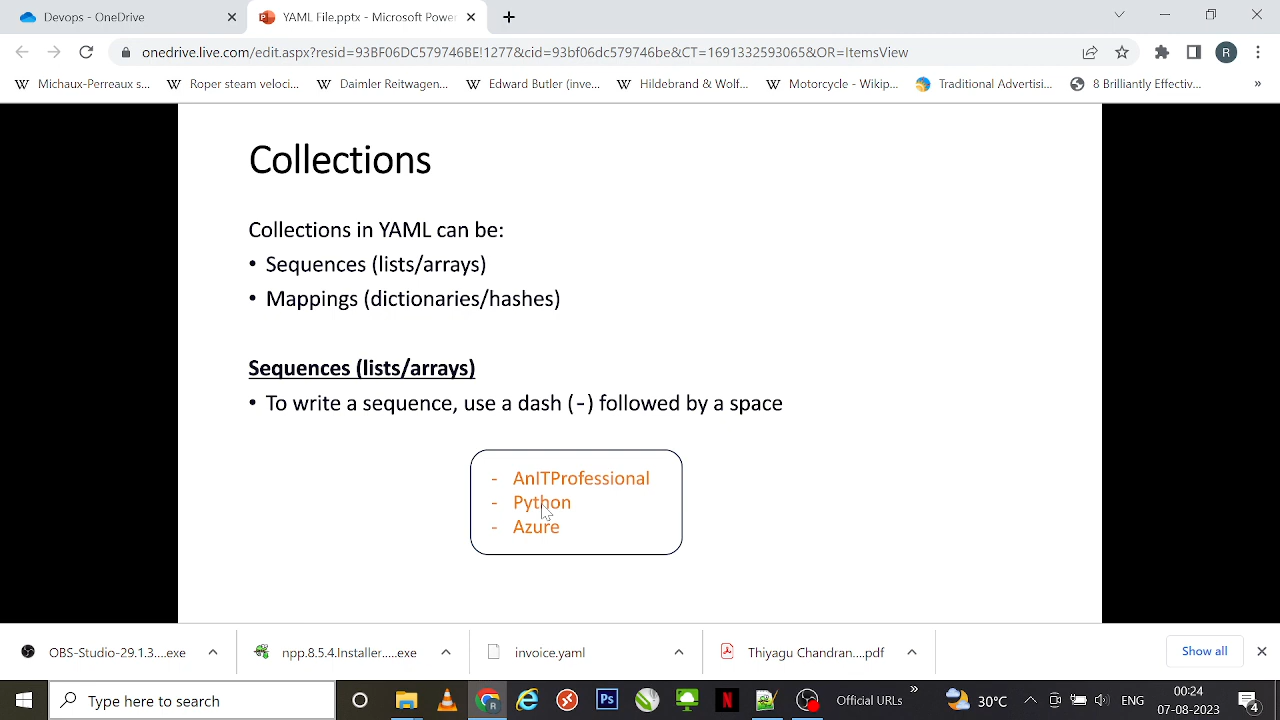 Devops - OneDrive
YAML File.pptx - Microsoft Power
onedrive.live.com/edit.aspx?resid=93BF06DC579746BE!1277&cid=93bf06dc579746be&CT=1691332593065&OR=ItemsView
R
Michaux-Perreaux s...
Roper steam veloci...
Daimler Reitwagen...
Edward Butler (inve...
Hildebrand & Wolf...
Motorcycle - Wikip...
Traditional Advertisi...
8 Brilliantly Effectiv...
»
Collections
Collections in YAML can be:
• Sequences (lists/arrays)
• Mappings (dictionaries/hashes)
Sequences (lists/arrays)
• To write a sequence, use a dash (-) followed by a space
- AnITProfessional
- Python
- Azure
OBS-Studio-29.1.3....exe
npp.8.5.4.Installer.....exe
invoice.yaml
Thiyagu Chandran....pdf
Show all
Type here to search
Official URLs
»
30°C
ENG
00:24
07-08-2023
4